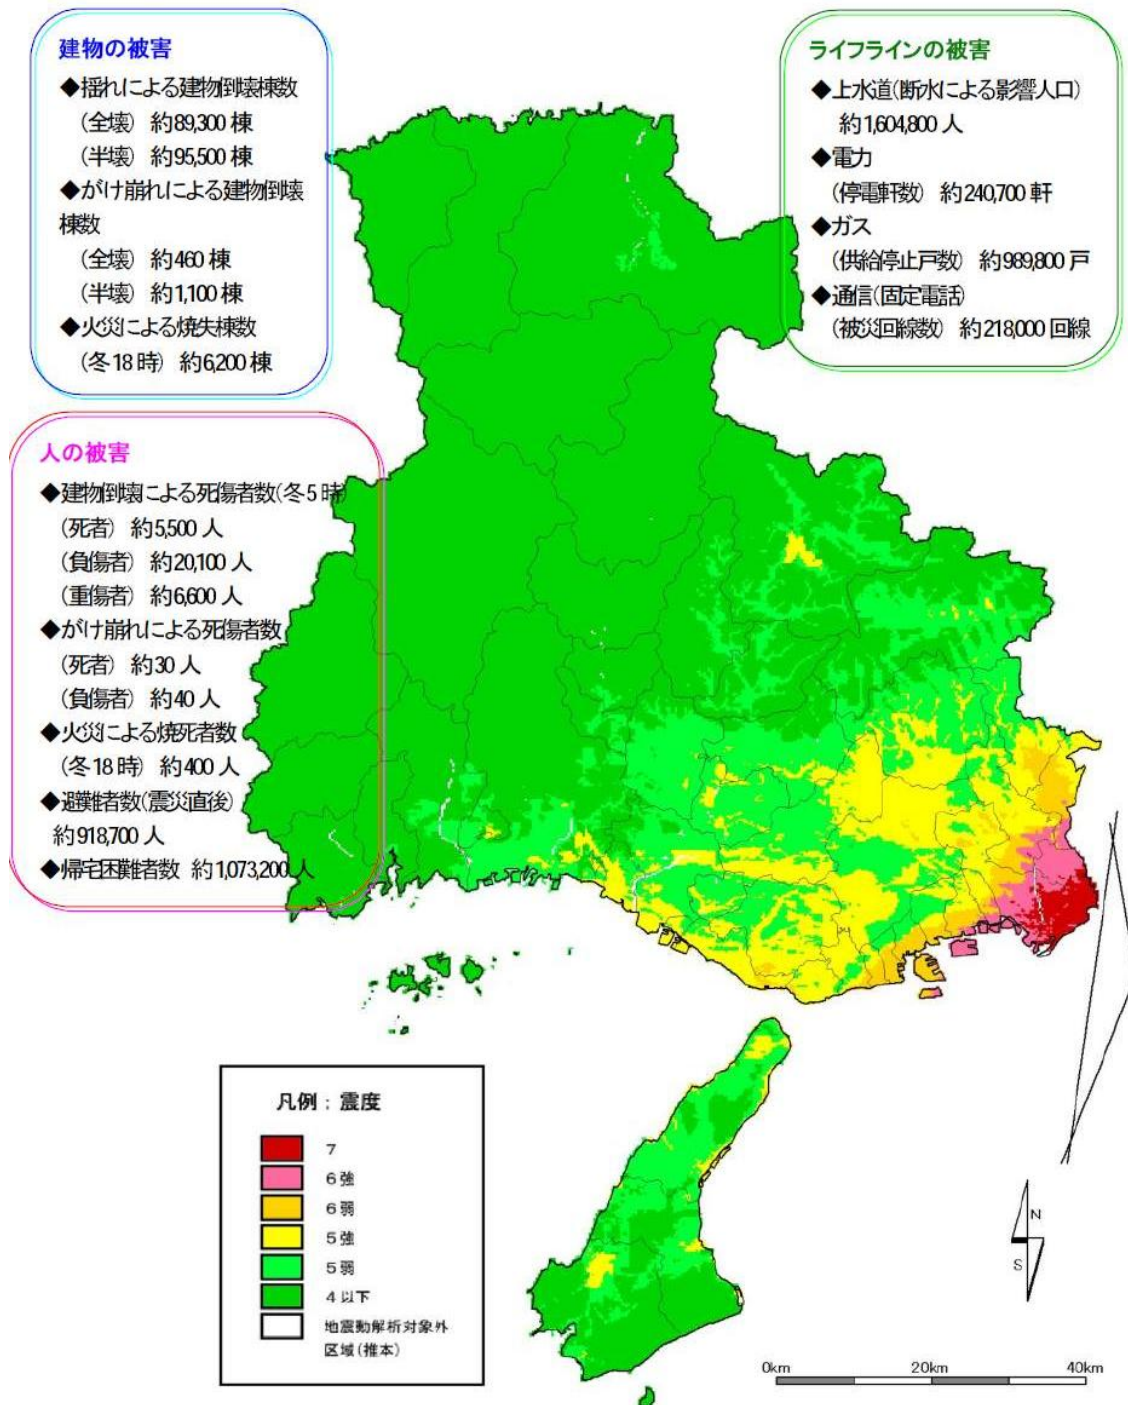 建物の被害
◆揺れによる建物倒壊棟数
(全壊) 約89,300 棟
(半壊) 約95,500 棟
◆がけ崩れによる建物倒壊
棟数
(全壊) 約460 棟
(半壊) 約1,100 棟
◆火災による焼失棟数
(冬18時) 約6,200 棟
人の被害
◆建物倒壊による死傷者数(冬5時)
(死者) 約5,500 人
(負傷者) 約20,100 人
(重傷者) 約6,600 人
◆がけ崩れによる死傷者数
(死者) 約30 人
(負傷者) 約40 人
◆火災による焼死者数
(冬18時) 約400 人
◆避難者数(震災直後)
約918,700 人
◆帰宅困難者数 約1,073,200人
ライフラインの被害
◆上水道(断水による影響人口)
約1,604,800 人
◆電力
(停電軒数) 約240,700 軒
◆ガス
(供給停止戸数) 約989,800 戸
◆通信(固定電話)
(被災回線数) 約218,000 回線
凡例：震度
7
6強
6弱
5強
5弱
4以下
地震動解析対象外
区域(推本)
N
S
0km 20km 40km